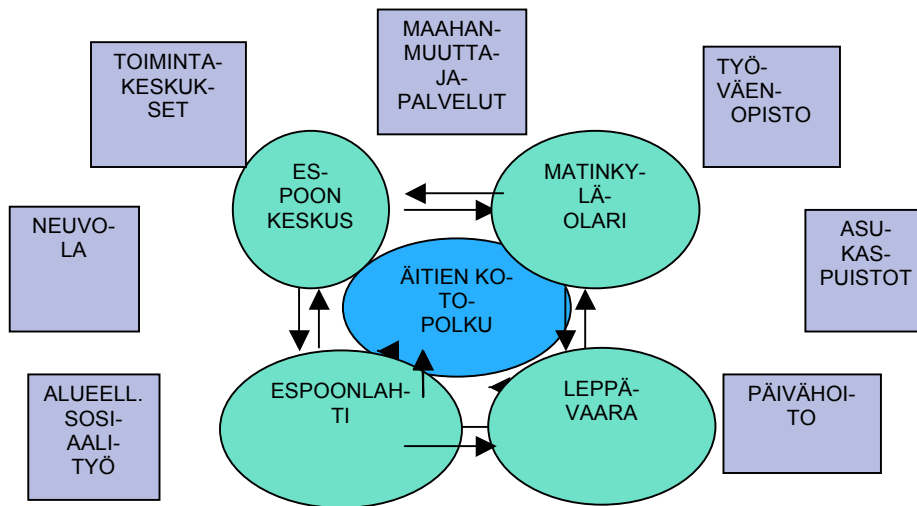 MAAHAN-
MUUTTA-
JA-
PALVELUT
TOIMINTA-
KESKUK-
SET
TYÖ-
VÄEN-
OPISTO
ES-
POON
KESKUS
MATINKY-
LÄ-
OLARI
NEUVO-
LA
ASU-
KAS-
PUISTOT
ÄITIEN KO-
TO-
POLKU
ALUEELL.
SOSI-
AALI-
TYÖ
ESPOONLAH-
TI
LEPPÄ-
VAARA
PÄIVÄHOI-
TO